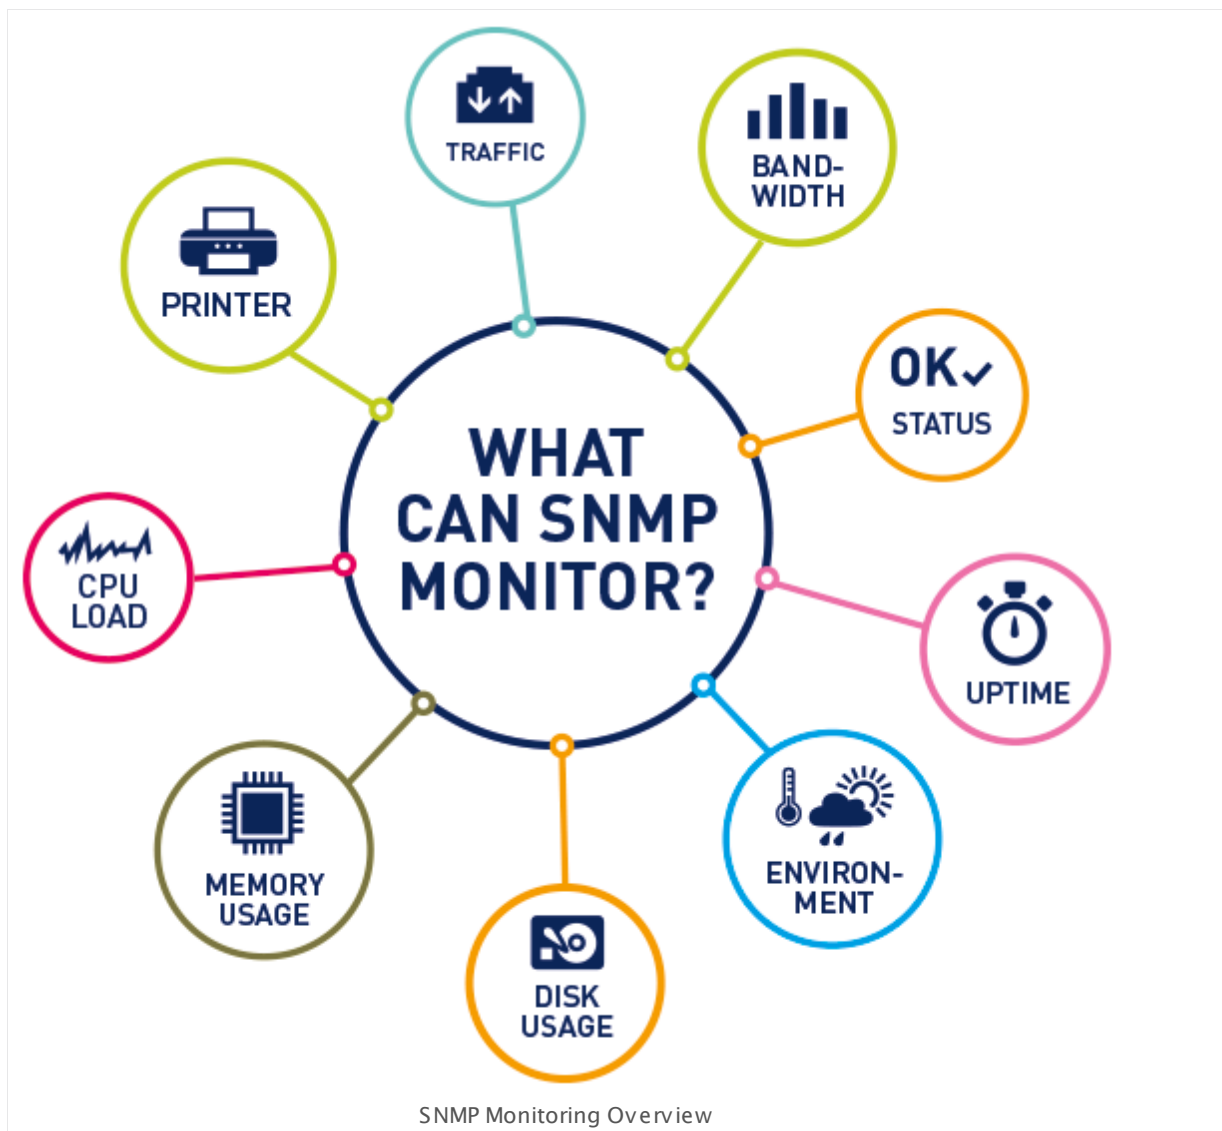 TRAFFIC
BAND-
WIDTH
PRINTER
OK
STATUS
WHAT
CAN SNMP
MONITOR?
CPU
LOAD
UPTIME
MEMORY
USAGE
ENVIRON-
MENT
DISK
USAGE
SNMP Monitoring Overview